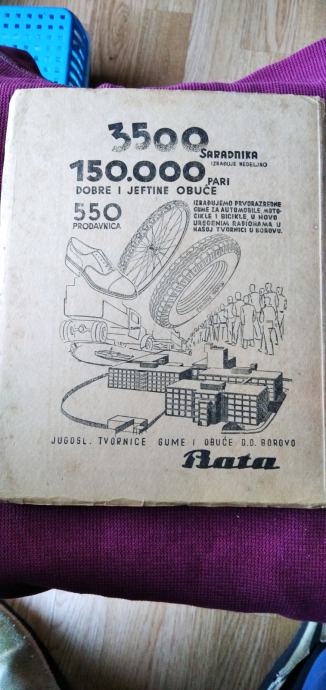 3500
SARADNIKA
IZRAĐUJE NEDELJNO
150.000 PARI
DOBRE I JEFTINE OBUĆE
550
PRODAVNICA
IZRAĐUJEMO PRVORAZREDNE
GUME ZA AUTOMOBILE, MOTO-
CIKLE I BICIKLE, U NOVO
UREĐENIM RADIONAMA U
NAŠOJ TVORNICI U BOROVU.
JUGOSL. TVORNICE GUME I OBUĆE D.D. BOROVO
Bata